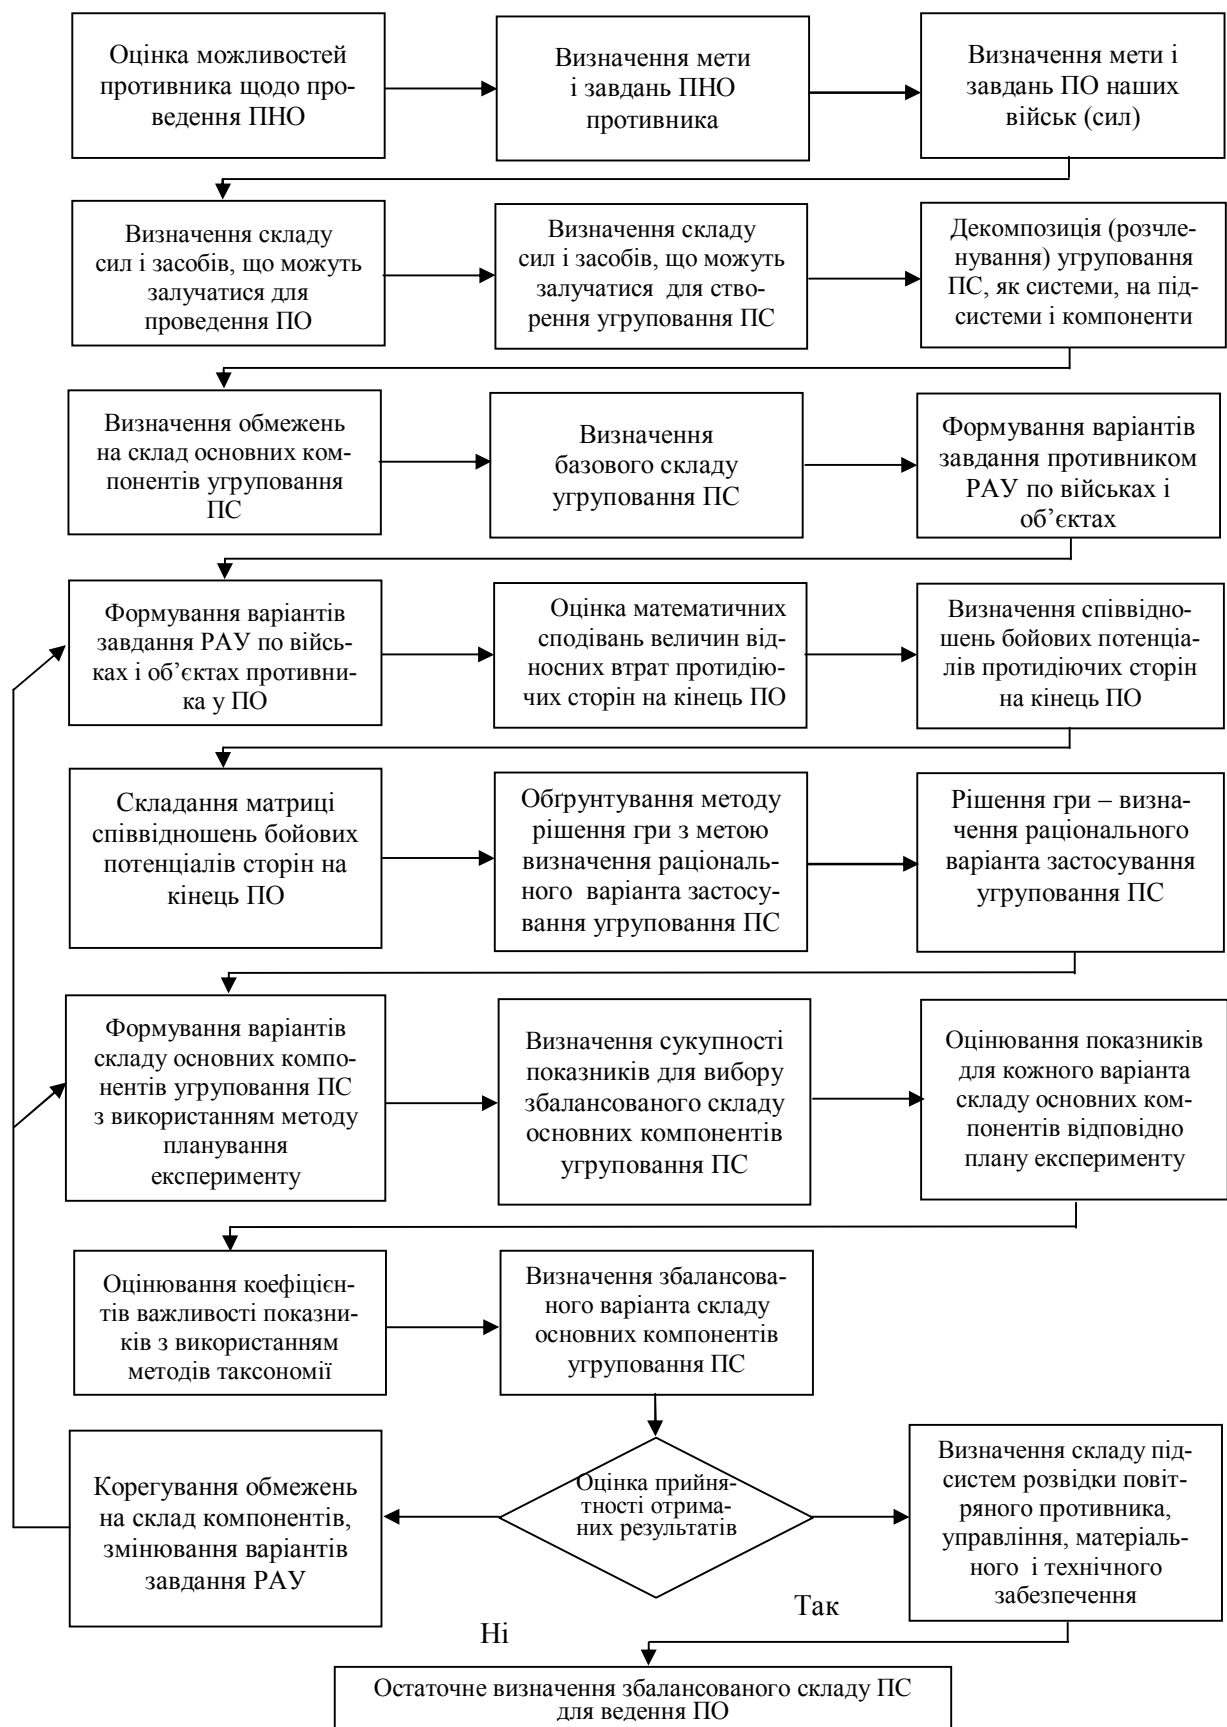 Оцінка можливостей
противника щодо про-
ведення ПНО
Визначення мети
і завдань ПНО
противника
Визначення мети і
завдань ПО наших
військ (сил)
Визначення складу
сил і засобів, що можуть
залучатися для
проведення ПО
Визначення складу
сил і засобів, що можуть
залучатися для ство-
рення угруповання ПС
Декомпозиція (розчле-
нування) угруповання
ПС, як системи, на під-
системи і компоненти
Визначення обмежень
на склад основних ком-
понентів угруповання
ПС
Визначення
базового складу
угруповання ПС
Формування варіантів
завдання противником
РАУ по військах і
об’єктах
Формування варіантів
завдання РАУ по війсь-
ках і об’єктах противни-
ка у ПО
Оцінка математичних
сподівань величин від-
носних втрат протидію-
чих сторін на кінець ПО
Визначення співвідно-
шень бойових потенціа-
лів протидіючих сторін
на кінець ПО
Складання матриці
співвідношень бойових
потенціалів сторін на
кінець ПО
Обґрунтування методу
рішення гри з метою
визначення раціональ-
ного варіанта застосу-
вання угруповання ПС
Рішення гри – визна-
чення раціонального
варіанта застосування
угруповання ПС
Формування варіантів
складу основних компо-
нентів угруповання ПС
з використанням методу
планування
експерименту
Визначення сукупності
показників для вибору
збалансованого складу
основних компонентів
угруповання ПС
Оцінювання показників
для кожного варіанта
складу основних ком-
понентів відповідно
плану експерименту
Оцінювання коефіцієн-
тів важливості показни-
ків з використанням
методів таксономії
Визначення збалансова-
ного варіанта складу
основних компонентів
угруповання ПС
Корегування обмежень
на склад компонентів,
змінювання варіантів
завдання РАУ
Оцінка прийня-
тності отрима-
них результатів
Визначення складу під-
систем розвідки повіт-
ряного противника,
управління, матеріаль-
ного і технічного
забезпечення
Так
Ні
Остаточне визначення збалансованого складу ПС
для ведення ПО